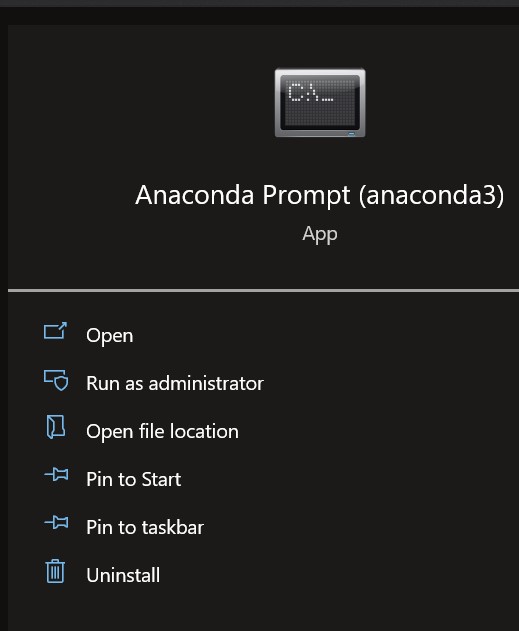 C:\_
Anaconda Prompt (anaconda3)
App
Open
Run as administrator
Open file location
Pin to Start
Pin to taskbar
Uninstall